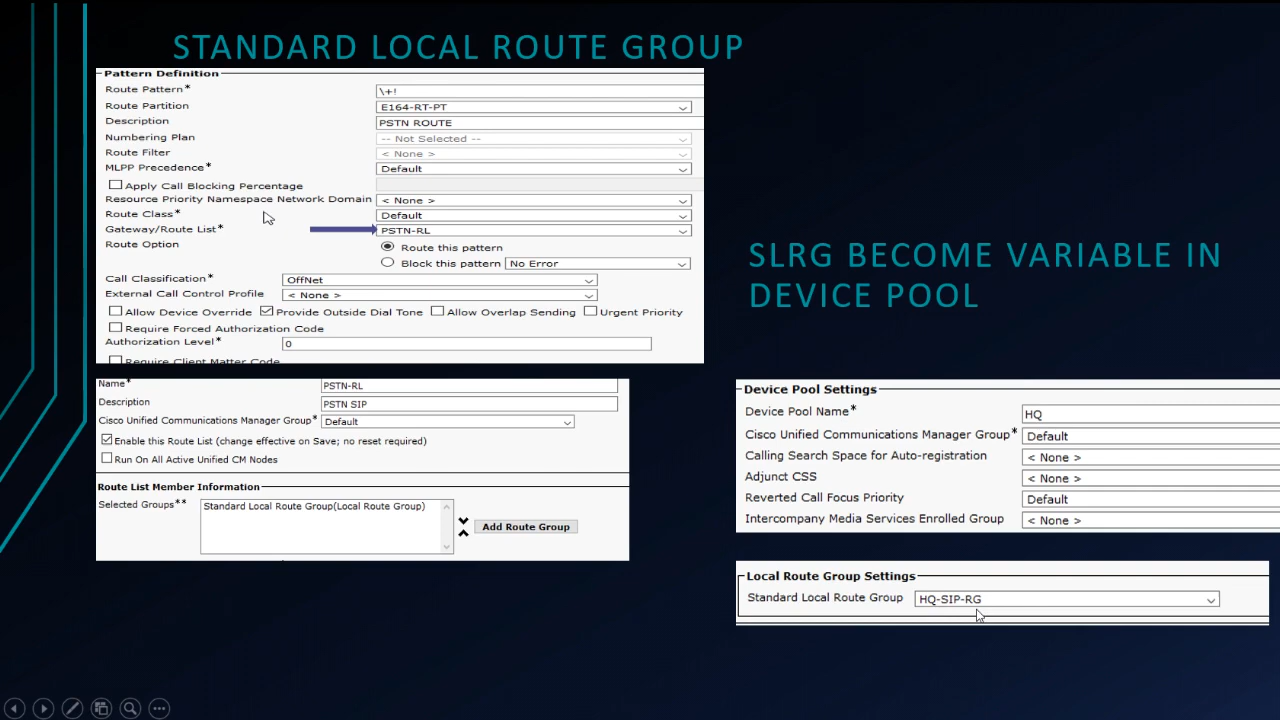 STANDARD LOCAL ROUTE GROUP
Pattern Definition
Route Pattern* \+!
Route Partition E164-RT-PT
Description PSTN ROUTE
Numbering Plan -- Not Selected --
Route Filter < None >
MLPP Precedence* Default
Apply Call Blocking Percentage
Resource Priority Namespace Network Domain < None >
Route Class* Default
Gateway/Route List* PSTN-RL
Route Option Route this pattern
Block this pattern No Error
Call Classification* OffNet
External Call Control Profile < None >
Allow Device Override Provide Outside Dial Tone Allow Overlap Sending Urgent Priority
Require Forced Authorization Code
Authorization Level* 0
Require Client Matter Code
Name* PSTN-RL
Description PSTN SIP
Cisco Unified Communications Manager Group* Default
Enable this Route List (change effective on Save; no reset required)
Run On All Active Unified CM Nodes
Route List Member Information
Selected Groups** Standard Local Route Group(Local Route Group)
Add Route Group
SLRG BECOME VARIABLE IN
DEVICE POOL
Device Pool Settings
Device Pool Name* HQ
Cisco Unified Communications Manager Group* Default
Calling Search Space for Auto-registration < None >
Adjunct CSS < None >
Reverted Call Focus Priority Default
Intercompany Media Services Enrolled Group < None >
Local Route Group Settings
Standard Local Route Group HQ-SIP-RG